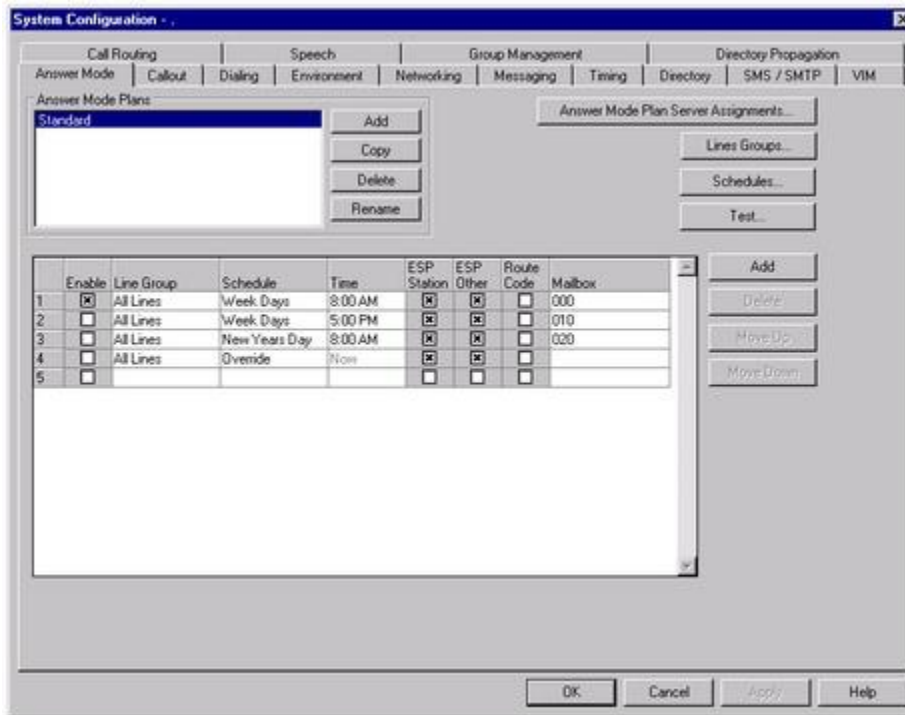 System Configuration - .
Call Routing Speech Group Management Directory Propagation
Answer Mode Callout Dialing Environment Networking Messaging Timing Directory SMS / SMTP VIM
Answer Mode Plans
Standard
Add
Copy
Delete
Rename
Answer Mode Plan Server Assignments...
Lines Groups...
Schedules...
Test...
Enable Line Group Schedule Time ESP Station ESP Other Route Code Mailbox
1 All Lines Week Days 8:00 AM 000
2 All Lines Week Days 5:00 PM 010
3 All Lines New Years Day 8:00 AM 020
4 All Lines Override Now
5
Add
Delete
Move Up
Move Down
OK Cancel Apply Help